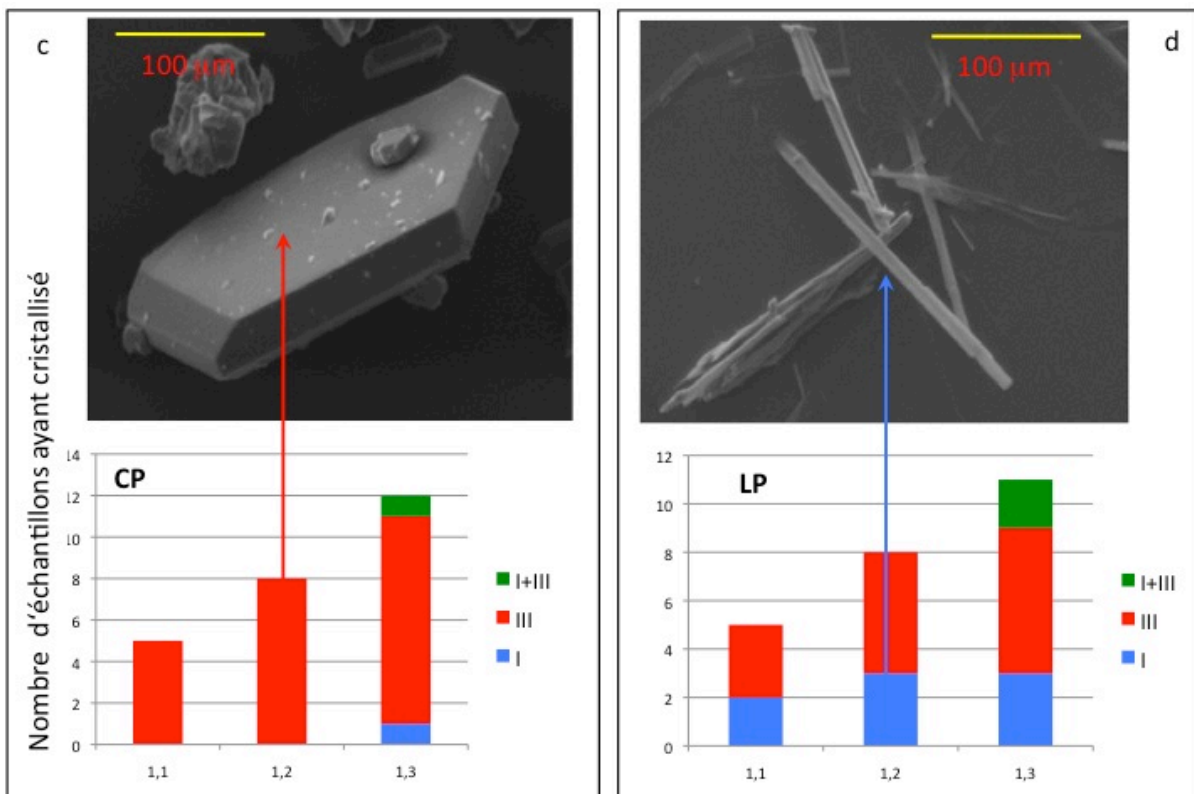 c
100 µm
Nombre d'échantillons ayant cristallisé
CP
14
12
10
8
6
4
2
0
1,1
1,2
1,3
I+III
III
I
d
100 µm
LP
12
10
8
6
4
2
0
1,1
1,2
1,3
I+III
III
I